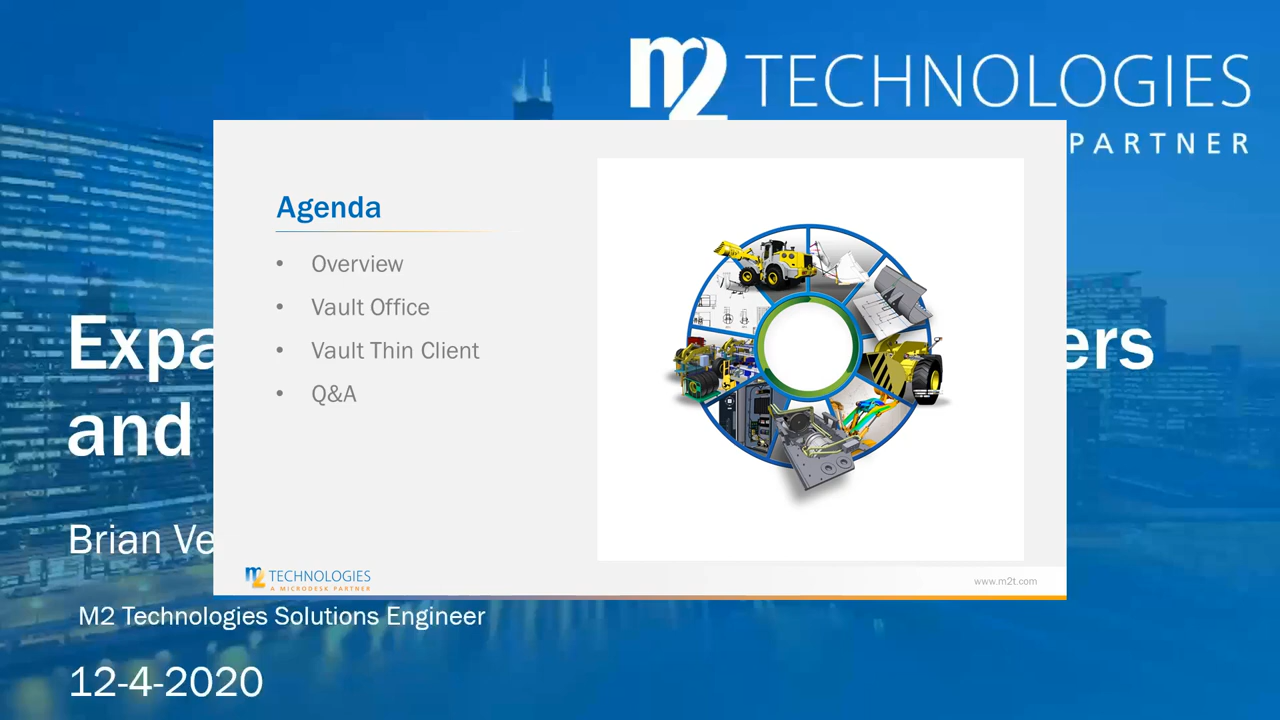 m2 TECHNOLOGIES
PARTNER
Agenda
• Overview
• Vault Office
• Vault Thin Client
• Q&A
m2 TECHNOLOGIES
A MICRODESK PARTNER
www.m2t.com
Expa
ers
and
Brian Ve
M2 Technologies Solutions Engineer
12-4-2020